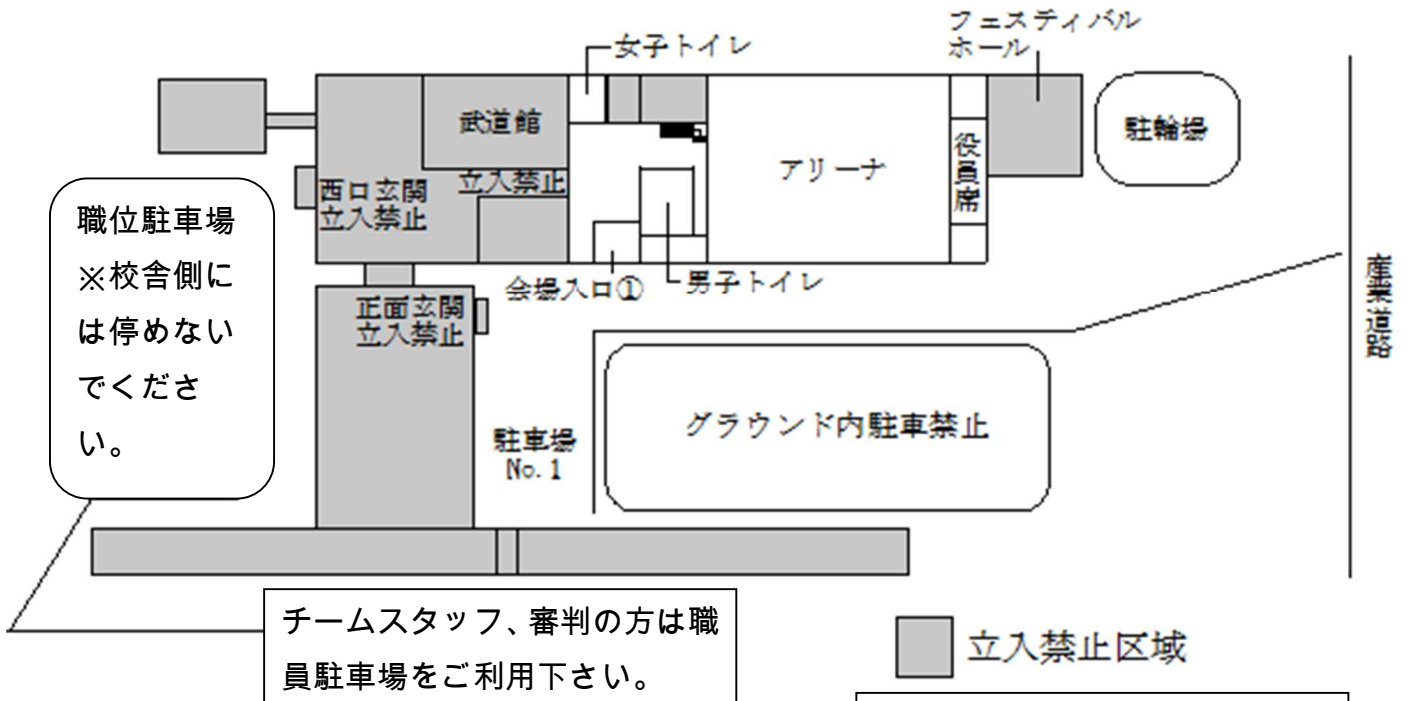 女子トイレ
フェスティバル
ホール
武道館
駐輪場
アリーナ
役員席
立入禁止
西口玄関
立入禁止
職位駐車場
※校舎側に
は停めない
でくださ
い。
会場入口①
男子トイレ
正面玄関
立入禁止
産業道路
グラウンド内駐車禁止
駐車場
No.1
チームスタッフ、審判の方は職
員駐車場をご利用下さい。
立入禁止区域